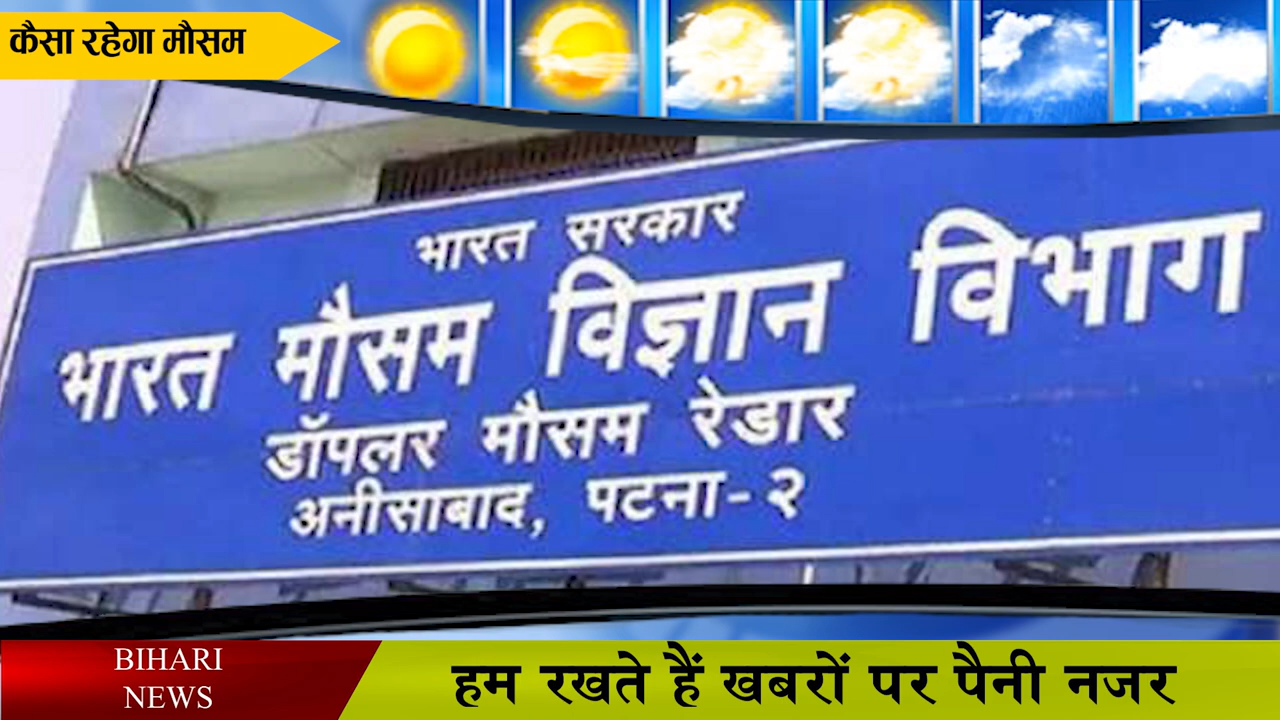 कैसा रहेगा मौसम
भारत सरकार
भारत मौसम विज्ञान विभाग
डॉपलर मौसम रेडार
अनीसाबाद, पटना-२
BIHARI
NEWS
हम रखते हैं खबरों पर पैनी नजर